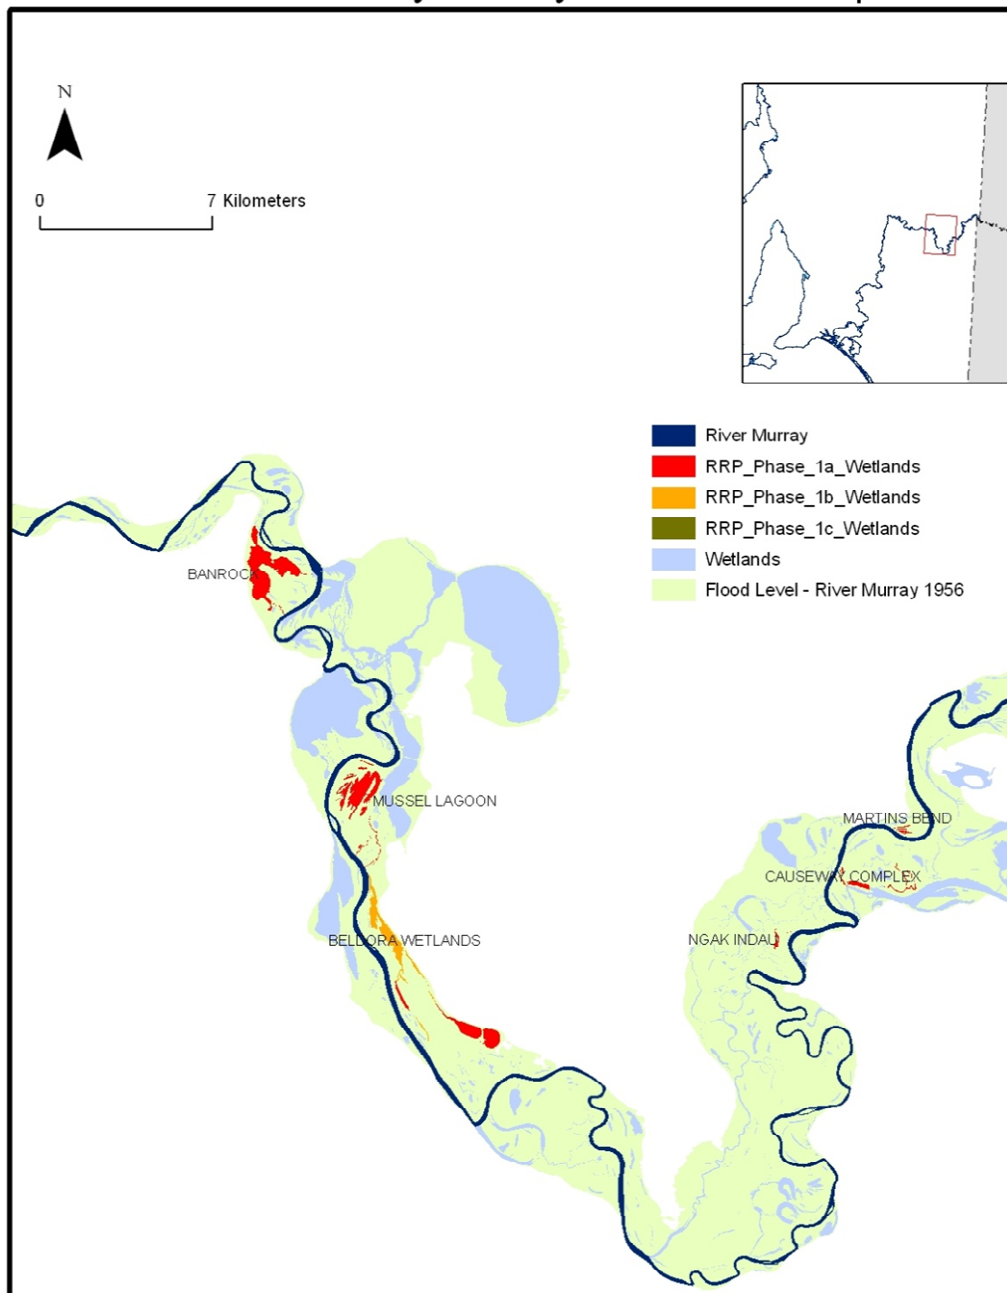 N
0 7 Kilometers
River Murray
RRP_Phase_1a_Wetlands
RRP_Phase_1b_Wetlands
RRP_Phase_1c_Wetlands
Wetlands
Flood Level - River Murray 1956
BANROCK
MUSSEL LAGOON
MARTINS BEND
CAUSEWAY COMPLEX
BELDORA WETLANDS
NGAK INDAU